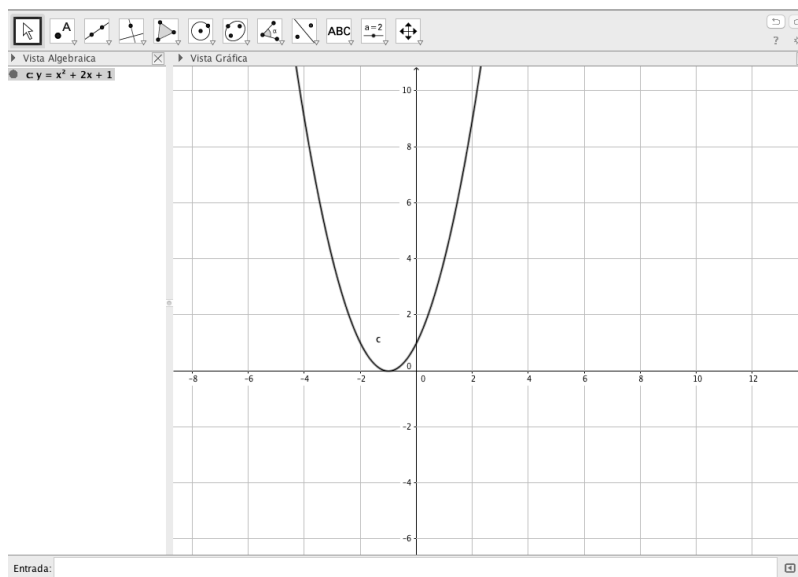 A α ABC a=2
?
Vista Algebraica Vista Gráfica
c: y = x² + 2x + 1
10
8
6
4
2
c
0
-8 -6 -4 -2 0 2 4 6 8 10 12
-2
-4
-6
Entrada: